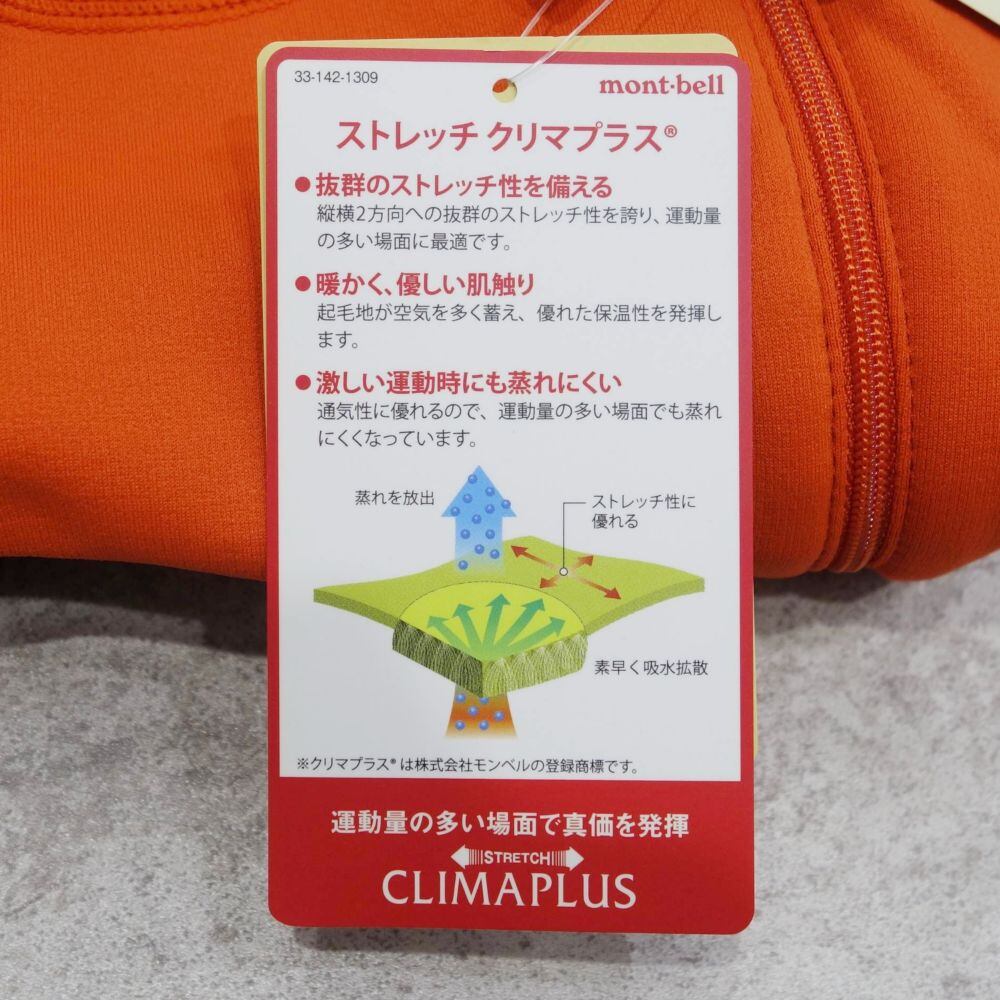 33-142-1309
mont·bell
ストレッチ クリマプラス®
●抜群のストレッチ性を備える
縦横2方向への抜群のストレッチ性を誇り、運動量
の多い場面に最適です。
●暖かく、優しい肌触り
起毛地が空気を多く蓄え、優れた保温性を発揮し
ます。
●激しい運動時にも蒸れにくい
通気性に優れるので、運動量の多い場面でも蒸れ
にくくなっています。
蒸れを放出
ストレッチ性に
優れる
素早く吸水拡散
※クリマプラス®は株式会社モンベルの登録商標です。
運動量の多い場面で真価を発揮
STRETCH
CLIMAPLUS